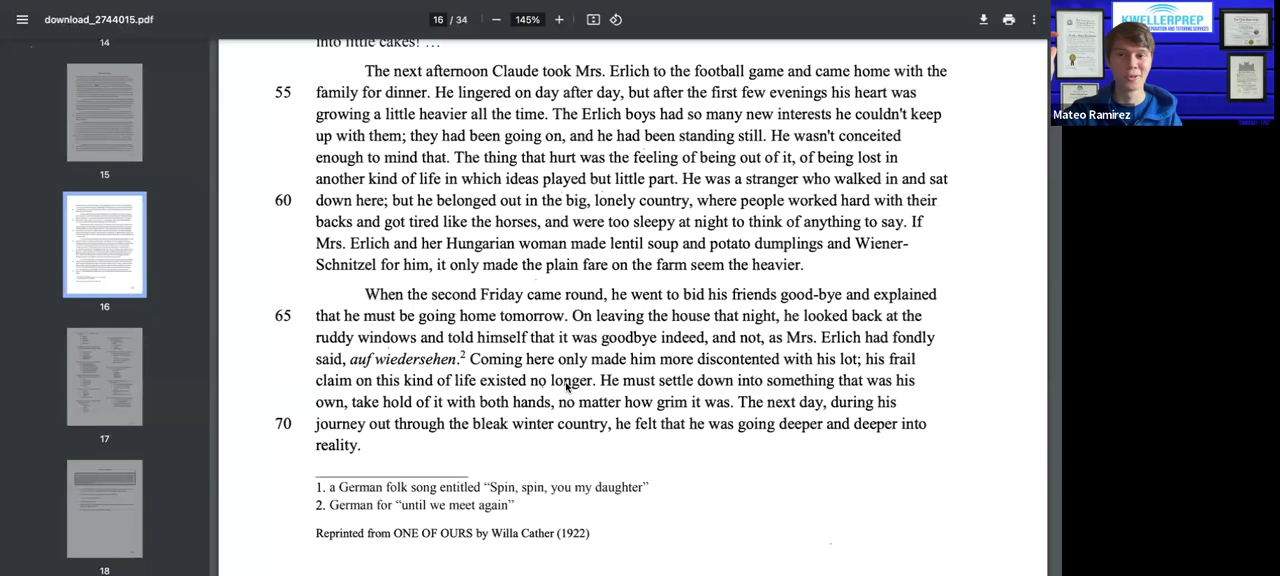 download_2744015.pdf
16 / 34
145%
14
15
16
17
18
into little cakes! …
The next afternoon Claude took Mrs. Erlich to the football game and came home with the
55 family for dinner. He lingered on day after day, but after the first few evenings his heart was
growing a little heavier all the time. The Erlich boys had so many new interests he couldn't keep
up with them; they had been going on, and he had been standing still. He wasn't conceited
enough to mind that. The thing that hurt was the feeling of being out of it, of being lost in
another kind of life in which ideas played but little part. He was a stranger who walked in and sat
60 down here; but he belonged out in the big, lonely country, where people worked hard with their
backs and got tired like the horses, and were too sleepy at night to think of anything to say. If
Mrs. Erlich and her Hungarian woman made lentil soup and potato dumplings and Wiener-
Schnitzel for him, it only made the plain fare on the farm seem the heavier.
When the second Friday came round, he went to bid his friends good-bye and explained
65 that he must be going home tomorrow. On leaving the house that night, he looked back at the
ruddy windows and told himself that it was goodbye indeed, and not, as Mrs. Erlich had fondly
said, auf wiedersehen.2 Coming here only made him more discontented with his lot; his frail
claim on this kind of life existed no longer. He must settle down into something that was his
own, take hold of it with both hands, no matter how grim it was. The next day, during his
70 journey out through the bleak winter country, he felt that he was going deeper and deeper into
reality.
1. a German folk song entitled “Spin, spin, you my daughter”
2. German for “until we meet again”
Reprinted from ONE OF OURS by Willa Cather (1922)
KWELLERPREP
Mateo Ramirez